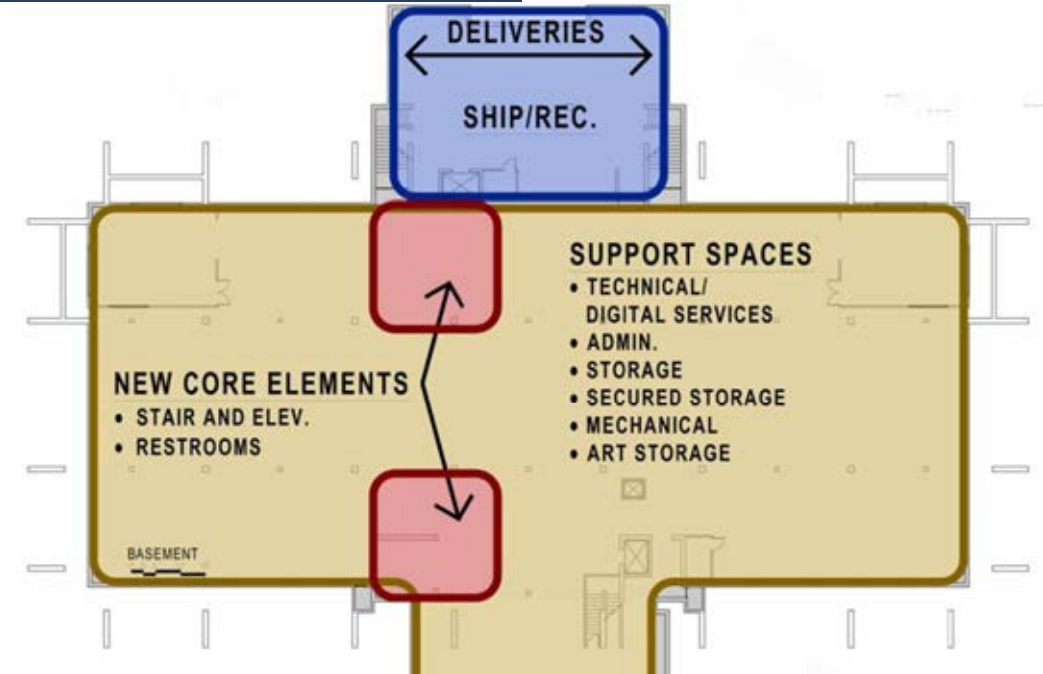 DELIVERIES
SHIP/REC.
SUPPORT SPACES
• TECHNICAL/
DIGITAL SERVICES
• ADMIN.
• STORAGE
• SECURED STORAGE
• MECHANICAL
• ART STORAGE
NEW CORE ELEMENTS
• STAIR AND ELEV.
• RESTROOMS
BASEMENT